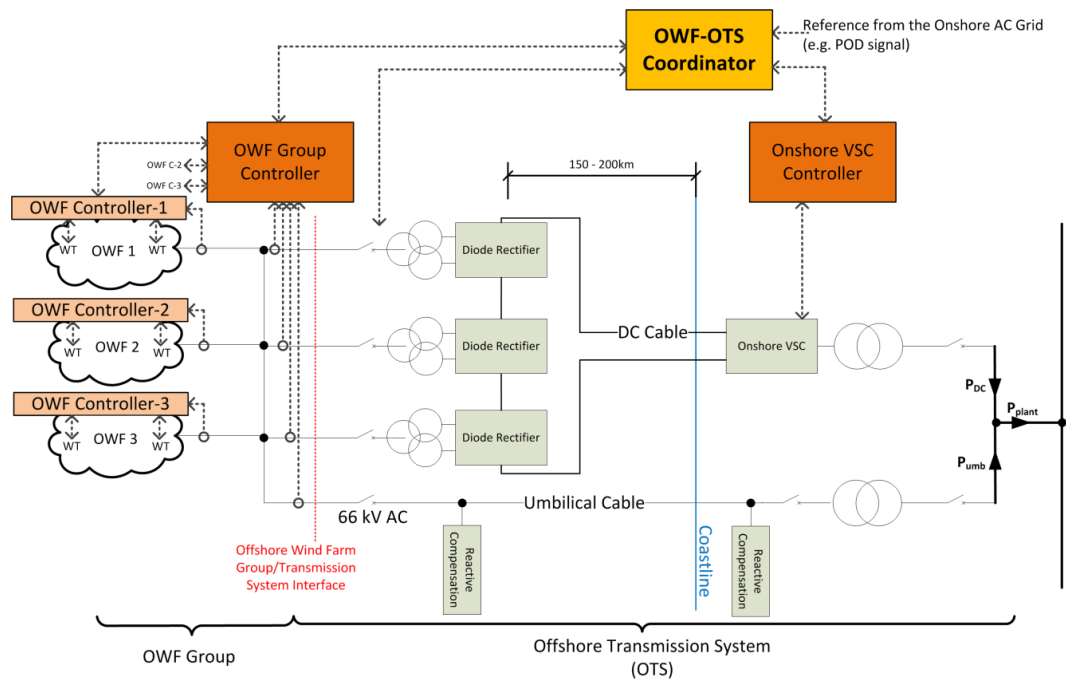 OWF-OTS
Coordinator
Reference from the Onshore AC Grid
(e.g. POD signal)
OWF Group
Controller
Onshore VSC
Controller
OWF C-2
OWF C-3
150 - 200km
OWF Controller-1
WT
OWF 1
WT
Diode Rectifier
OWF Controller-2
WT
OWF 2
WT
Diode Rectifier
DC Cable
Onshore VSC
OWF Controller-3
WT
OWF 3
WT
Diode Rectifier
PDC
Pplant
Pumb
66 kV AC
Umbilical Cable
Offshore Wind Farm
Group/Transmission
System Interface
Reactive
Compensation
Coastline
Reactive
Compensation
OWF Group
Offshore Transmission System
(OTS)